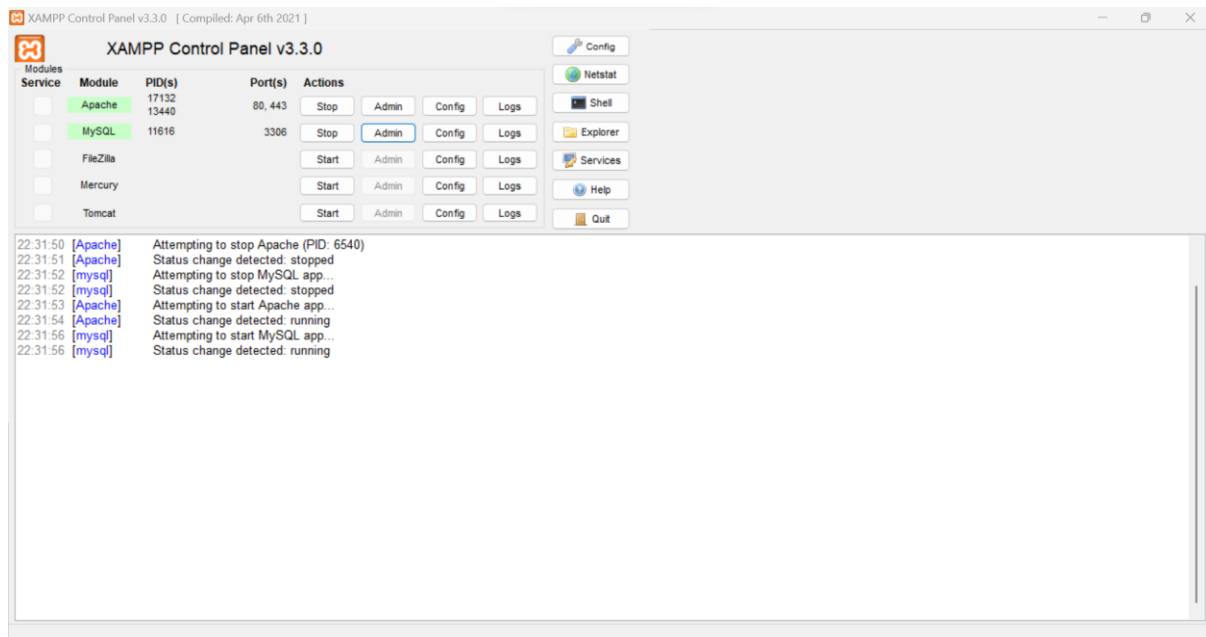 XAMPP Control Panel v3.3.0 [ Compiled: Apr 6th 2021 ]
XAMPP Control Panel v3.3.0
Config
Modules
Service Module PID(s) Port(s) Actions
Netstat
Apache 17132 13440 80, 443 Stop Admin Config Logs
Shell
MySQL 11616 3306 Stop Admin Config Logs
Explorer
FileZilla Start Admin Config Logs
Services
Mercury Start Admin Config Logs
Help
Tomcat Start Admin Config Logs
Quit
22:31:50 [Apache] Attempting to stop Apache (PID: 6540)
22:31:51 [Apache] Status change detected: stopped
22:31:52 [mysql] Attempting to stop MySQL app...
22:31:52 [mysql] Status change detected: stopped
22:31:53 [Apache] Attempting to start Apache app...
22:31:54 [Apache] Status change detected: running
22:31:56 [mysql] Attempting to start MySQL app...
22:31:56 [mysql] Status change detected: running